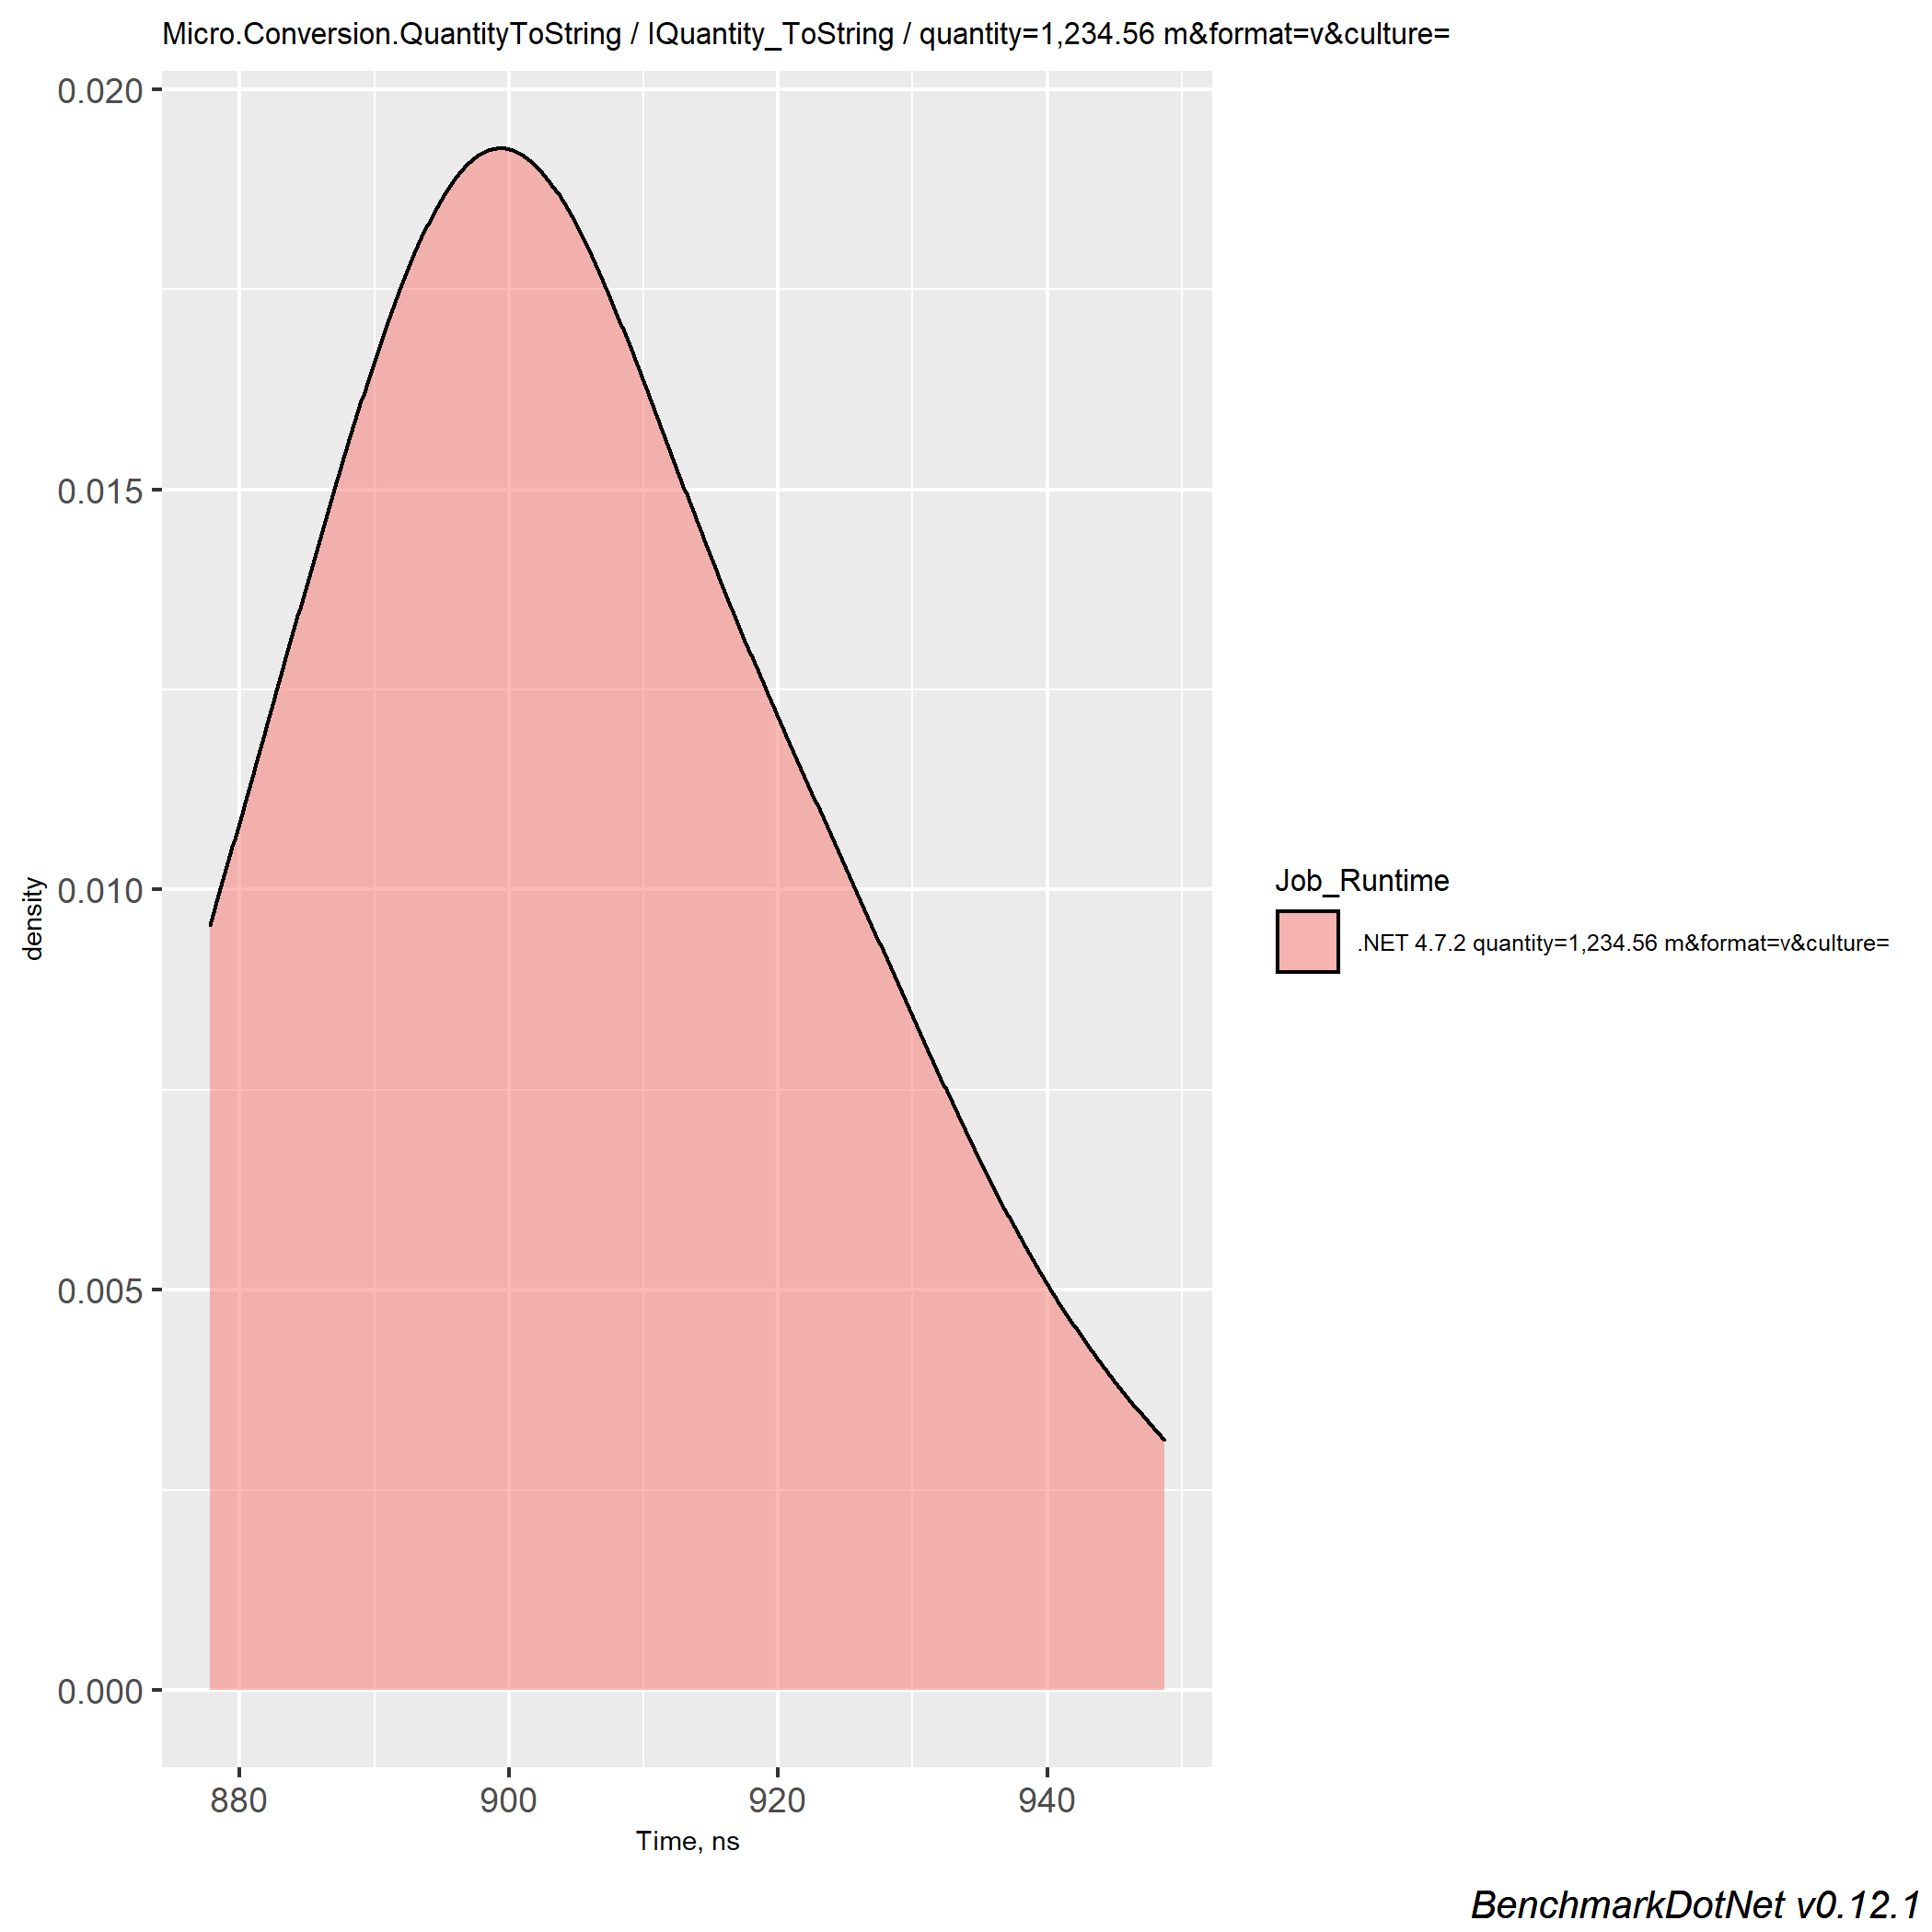 Micro.Conversion.QuantityToString / IQuantity_ToString / quantity=1,234.56 m&format=v&culture=
0.020
0.015
0.010
0.005
0.000
density
880 900 920 940
Time, ns
Job_Runtime
.NET 4.7.2 quantity=1,234.56 m&format=v&culture=
BenchmarkDotNet v0.12.1